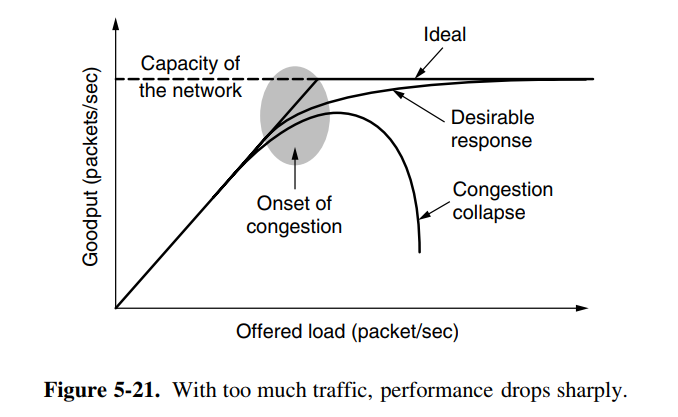 Ideal
Capacity of
the network
Desirable
response
Goodput (packets/sec)
Congestion
collapse
Onset of
congestion
Offered load (packet/sec)
Figure 5-21. With too much traffic, performance drops sharply.